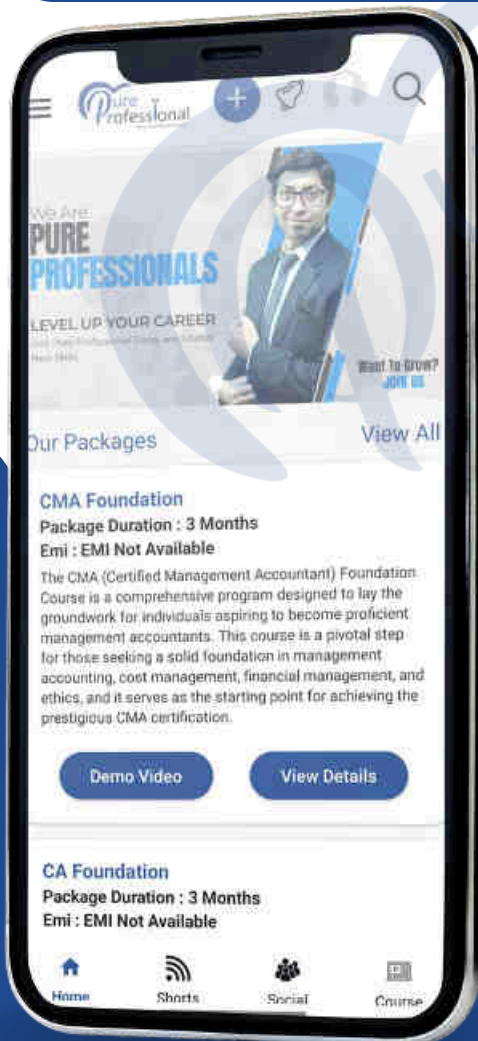 Pure
Professional
We Are
PURE
PROFESSIONALS
LEVEL UP YOUR CAREER
New Skills
Want To Grow?
JOIN US
Our Packages
View All
CMA Foundation
Package Duration : 3 Months
Emi : EMI Not Available
The CMA (Certified Management Accountant) Foundation
Course is a comprehensive program designed to lay the
groundwork for individuals aspiring to become proficient
management accountants. This course is a pivotal step
for those seeking a solid foundation in management
accounting, cost management, financial management, and
ethics, and it serves as the starting point for achieving the
prestigious CMA certification.
Demo Video
View Details
CA Foundation
Package Duration : 3 Months
Emi : EMI Not Available
Home
Shorts
Social
Course